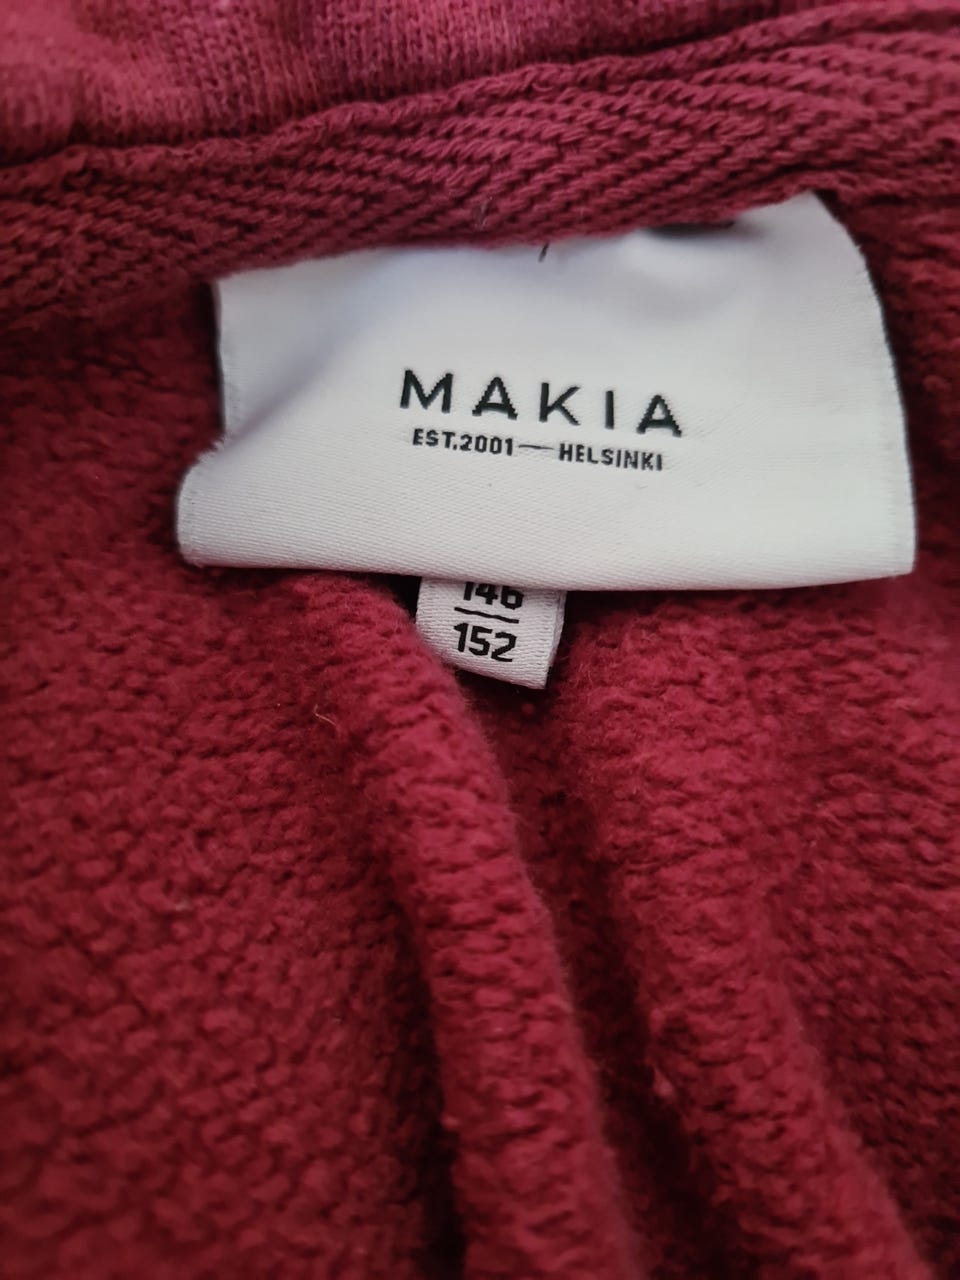 MAKIA
EST.2001 — HELSINKI
146
152